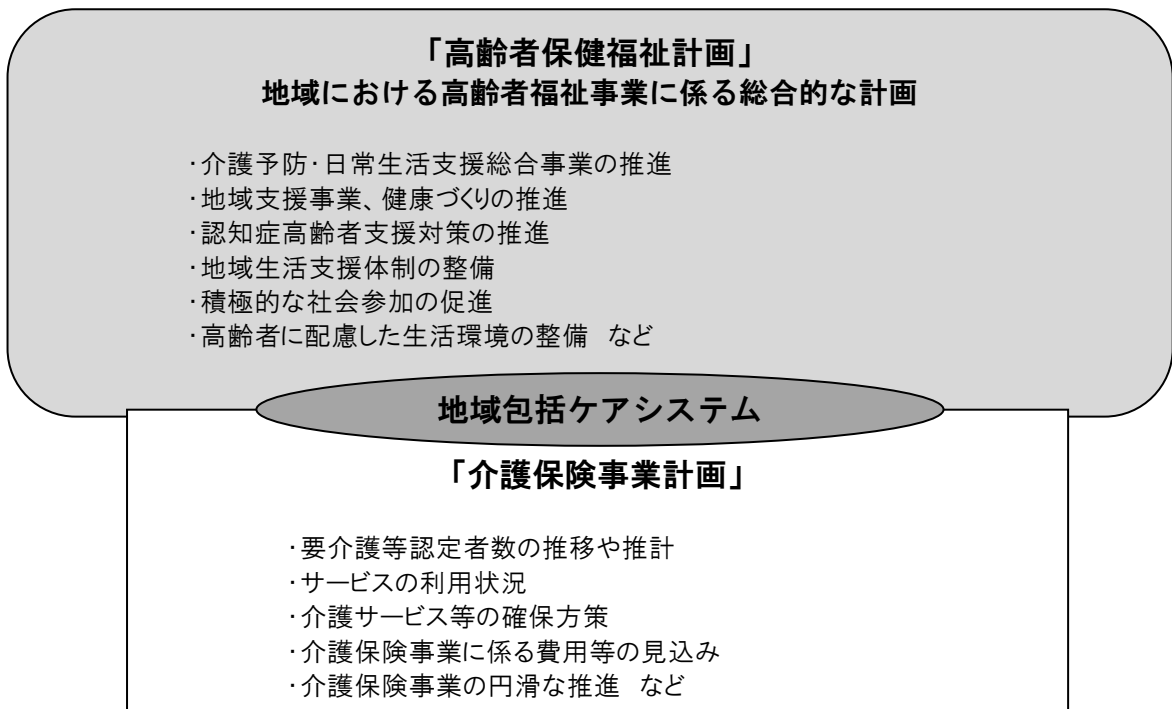 「高齢者保健福祉計画」
地域における高齢者福祉事業に係る総合的な計画
・介護予防・日常生活支援総合事業の推進
・地域支援事業、健康づくりの推進
・認知症高齢者支援対策の推進
・地域生活支援体制の整備
・積極的な社会参加の促進
・高齢者に配慮した生活環境の整備　など
地域包括ケアシステム
「介護保険事業計画」
・要介護等認定者数の推移や推計
・サービスの利用状況
・介護サービス等の確保方策
・介護保険事業に係る費用等の見込み
・介護保険事業の円滑な推進　など